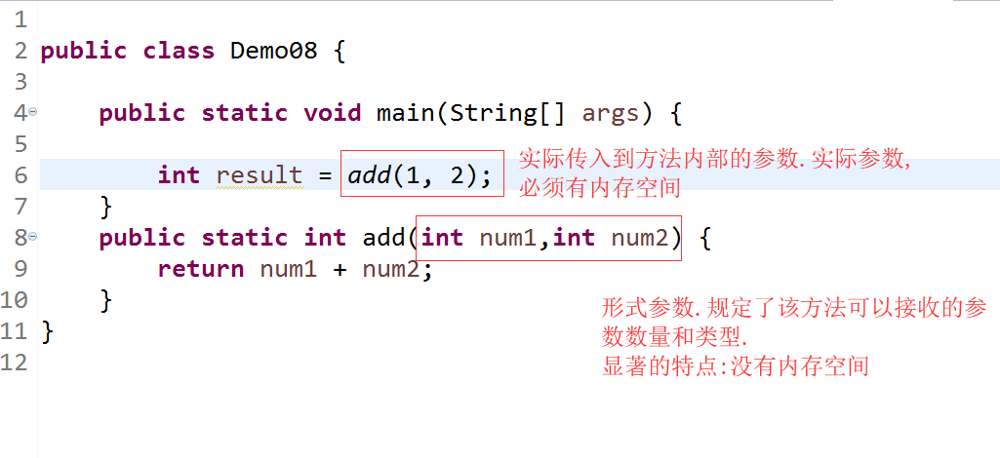 1
2 public class Demo08 {
3
4 public static void main(String[] args) {
5
6 int result = add(1, 2);
实际传入到方法内部的参数.实际参数,
必须有内存空间
7 }
8 public static int add(int num1,int num2) {
9 return num1 + num2;
10 }
形式参数.规定了该方法可以接收的参
数数量和类型.
显著的特点:没有内存空间
11 }
12